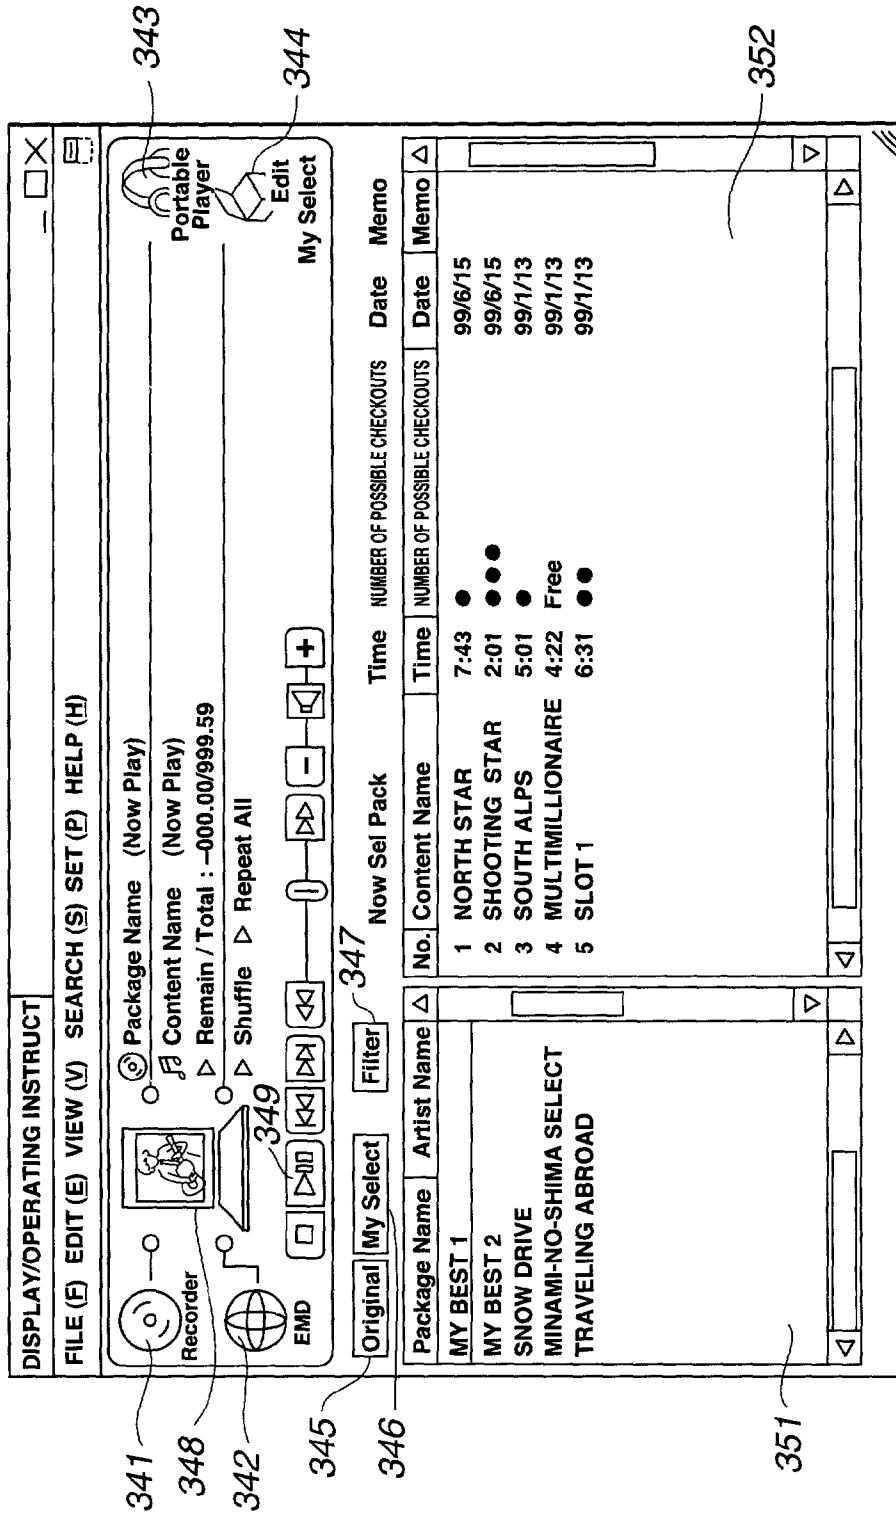 DISPLAY/OPERATING INSTRUCT
FILE (F) EDIT (E) VIEW (V) SEARCH (S) SET (P) HELP (H)
341
Recorder
348
342
EMD
Package Name (Now Play)
Content Name (Now Play)
Remain / Total : –000.00/999.59
Shuffle Repeat All
343
Portable
Player
344
Edit
My Select
349
345
Original
My Select
346
Filter
347
Now Sel Pack Time NUMBER OF POSSIBLE CHECKOUTS Date Memo
Package Name Artist Name
MY BEST 1
MY BEST 2
SNOW DRIVE
MINAMI-NO-SHIMA SELECT
TRAVELING ABROAD
351
No. Content Name Time NUMBER OF POSSIBLE CHECKOUTS Date Memo
1 NORTH STAR 7:43 ● 99/6/15
2 SHOOTING STAR 2:01 ●●● 99/6/15
3 SOUTH ALPS 5:01 ● 99/1/13
4 MULTIMILLIONAIRE 4:22 Free 99/1/13
5 SLOT 1 6:31 ●● 99/1/13
352